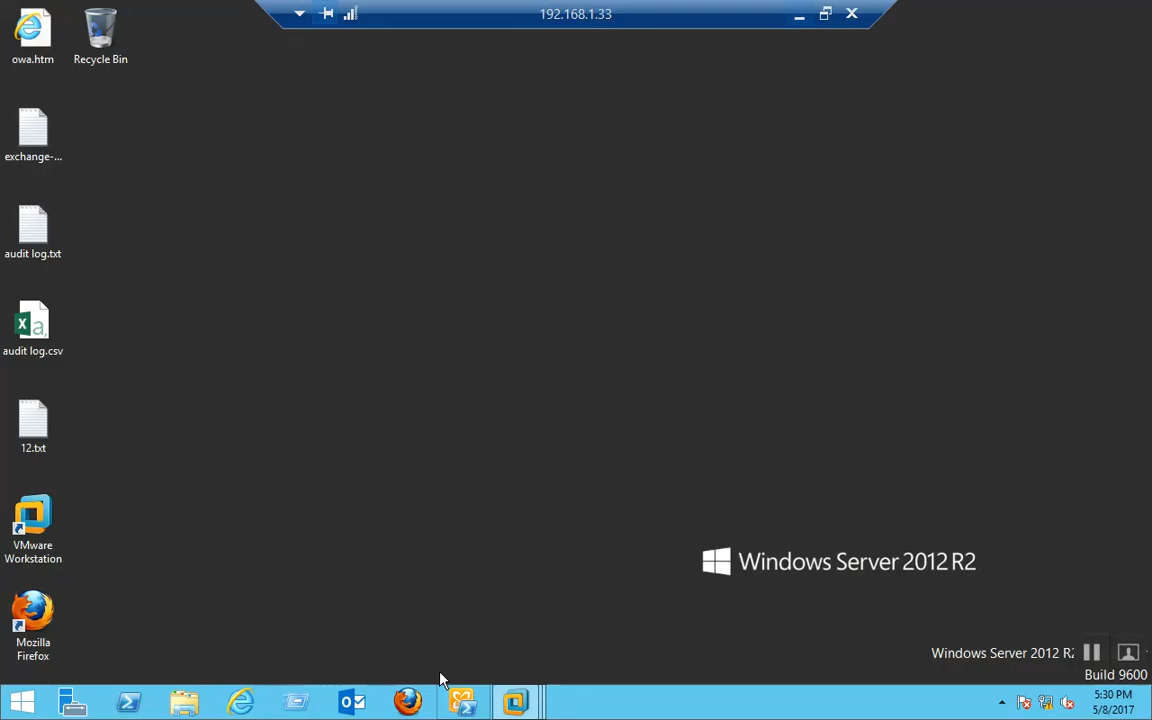 192.168.1.33
owa.htm
Recycle Bin
exchange-...
audit log.txt
audit log.csv
12.txt
VMware
Workstation
Mozilla
Firefox
Windows Server 2012 R2
Windows Server 2012 R2
Build 9600
5:30 PM
5/8/2017